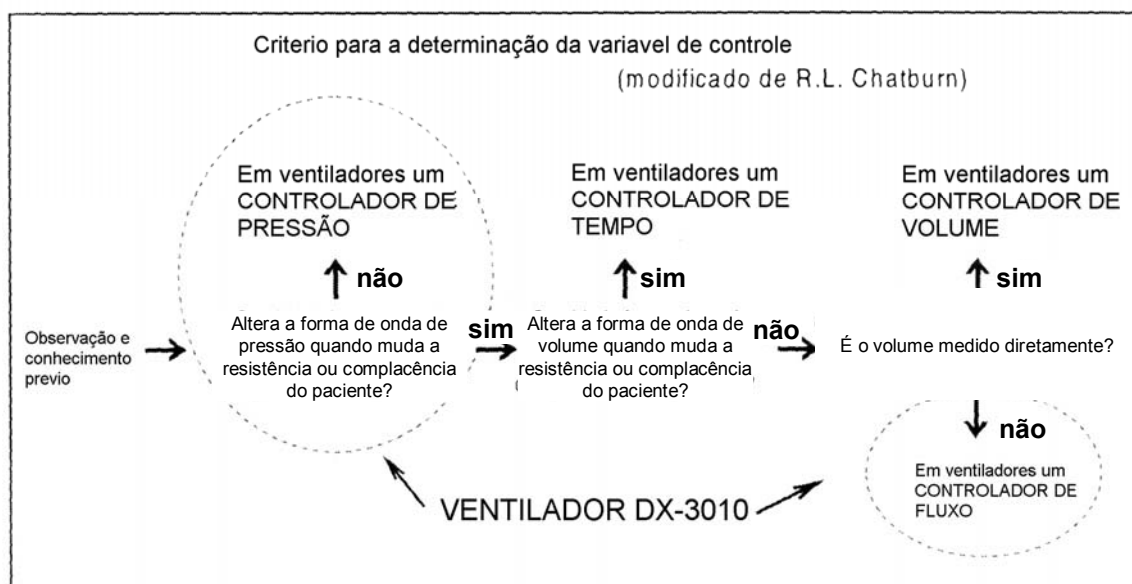 Criterio para a determinação da variavel de controle
(modificado de R.L. Chatburn)
Em ventiladores um
CONTROLADOR DE
PRESSÃO
Em ventiladores um
CONTROLADOR DE
TEMPO
Em ventiladores um
CONTROLADOR DE
VOLUME
não
sim
sim
Observação e
conhecimento
previo
Altera a forma de onda de
pressão quando muda a
resistência ou complacência
do paciente?
sim
Altera a forma de onda de
volume quando muda a
resistência ou complacência
do paciente?
não
É o volume medido diretamente?
não
Em ventiladores um
CONTROLADOR DE
FLUXO
VENTILADOR DX-3010